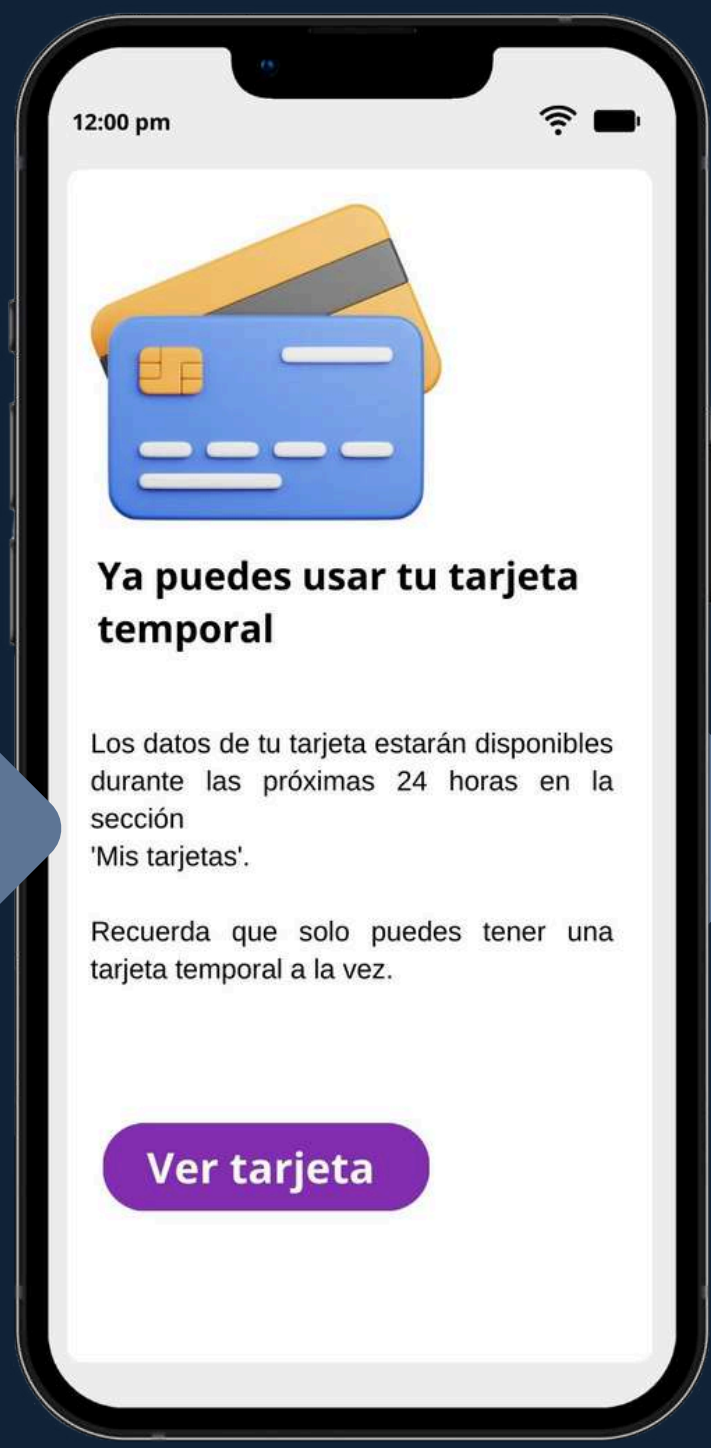 12:00 pm
Ya puedes usar tu tarjeta
temporal
Los datos de tu tarjeta estarán disponibles
durante las próximas 24 horas en la
sección
'Mis tarjetas'.
Recuerda que solo puedes tener una
tarjeta temporal a la vez.
Ver tarjeta